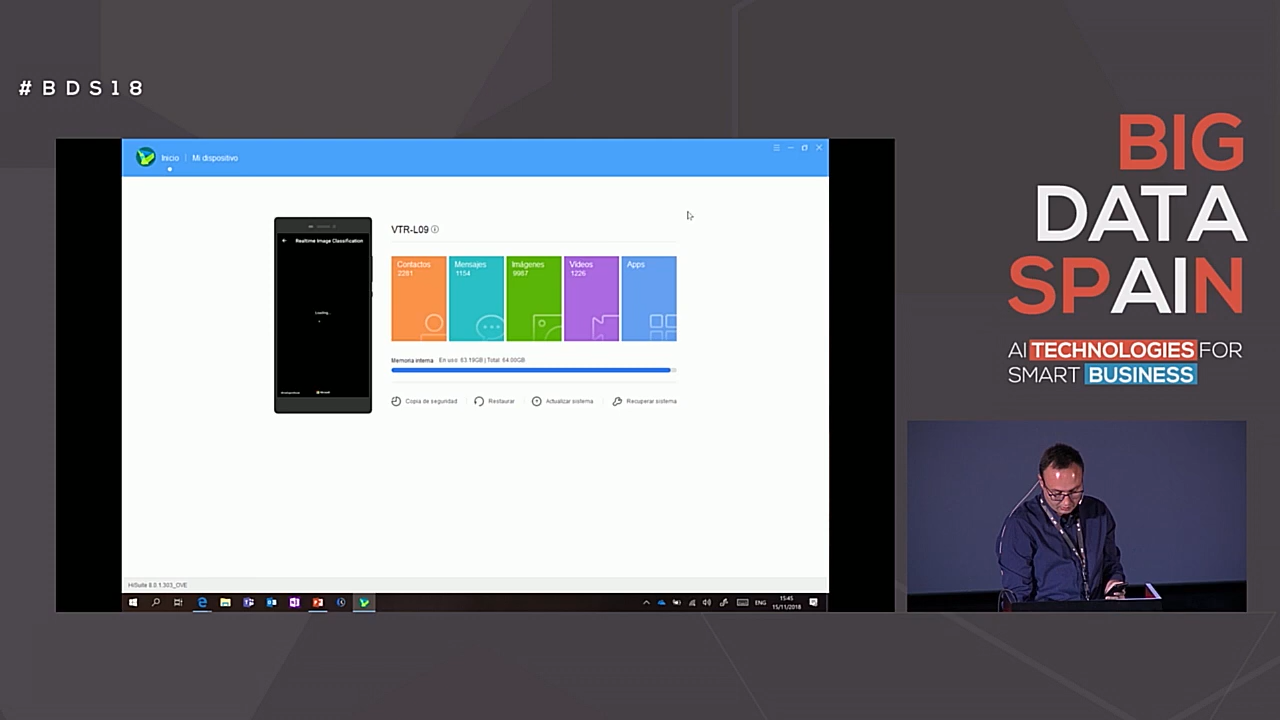 #BDS18
BIG
DATA
SPAIN
AI TECHNOLOGIES FOR
SMART BUSINESS
Inicio | Mi dispositivo
VTR-L09
Realtime Image Classification
Loading...
Contactos
2281
Mensajes
1154
Imágenes
9987
Vídeos
1226
Apps
Memoria interna En uso: 63.19GB | Total: 64.00GB
Copia de seguridad
Restaurar
Actualizar sistema
Recuperar sistema
HiSuite 8.0.1.303_OVE
ENG
15:45
15/11/2018